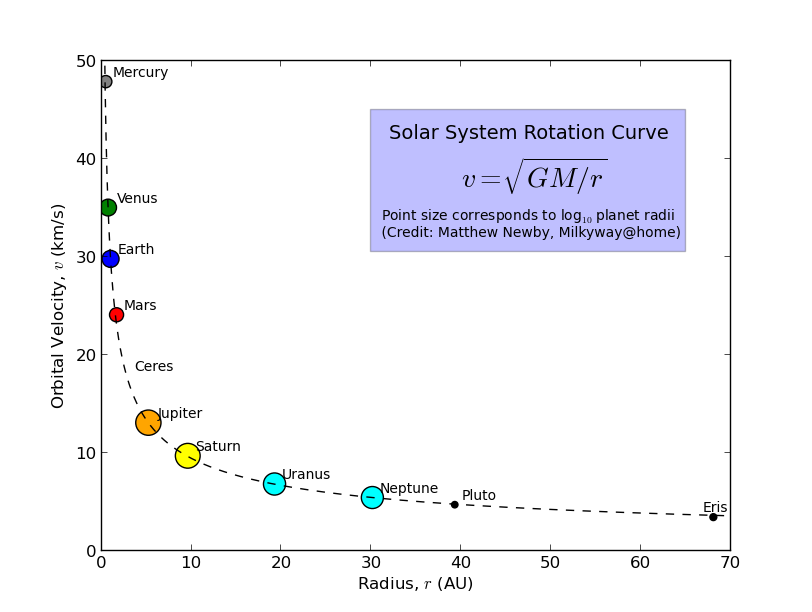 50
Mercury
Solar System Rotation Curve
v = √GM/r
40
Venus
Point size corresponds to log₁₀ planet radii
(Credit: Matthew Newby, Milkyway@home)
30
Earth
Mars
Orbital Velocity, v (km/s)
20
Ceres
Jupiter
10
Saturn
Uranus
Neptune
Pluto
Eris
0
0 10 20 30 40 50 60 70
Radius, r (AU)